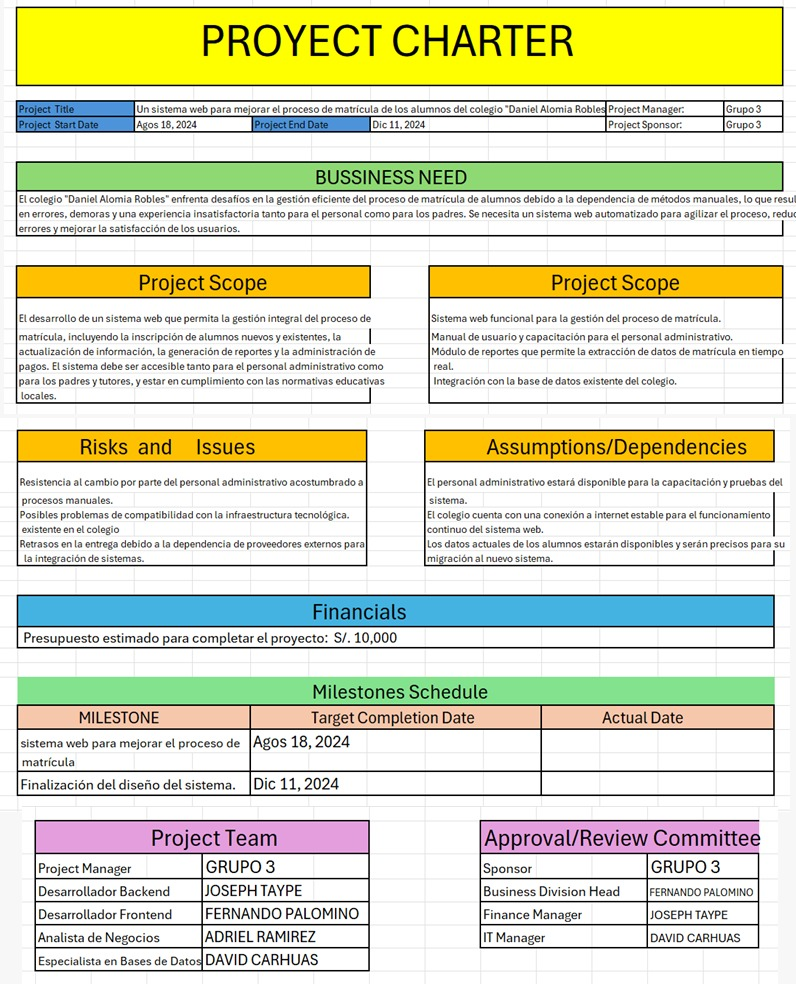 PROYECT CHARTER
Project Title Un sistema web para mejorar el proceso de matrícula de los alumnos del colegio "Daniel Alomia Robles Project Manager: Grupo 3
Project Start Date Agos 18, 2024 Project End Date Dic 11, 2024 Project Sponsor: Grupo 3
BUSSINESS NEED
El colegio "Daniel Alomia Robles" enfrenta desafíos en la gestión eficiente del proceso de matrícula de alumnos debido a la dependencia de métodos manuales, lo que resul
en errores, demoras y una experiencia insatisfactoria tanto para el personal como para los padres. Se necesita un sistema web automatizado para agilizar el proceso, reduc
errores y mejorar la satisfacción de los usuarios.
Project Scope
El desarrollo de un sistema web que permita la gestión integral del proceso de
matrícula, incluyendo la inscripción de alumnos nuevos y existentes, la
actualización de información, la generación de reportes y la administración de
pagos. El sistema debe ser accesible tanto para el personal administrativo como
para los padres y tutores, y estar en cumplimiento con las normativas educativas
locales.
Project Scope
Sistema web funcional para la gestión del proceso de matrícula.
Manual de usuario y capacitación para el personal administrativo.
Módulo de reportes que permite la extracción de datos de matrícula en tiempo
real.
Integración con la base de datos existente del colegio.
Risks and Issues
Resistencia al cambio por parte del personal administrativo acostumbrado a
procesos manuales.
Posibles problemas de compatibilidad con la infraestructura tecnológica.
existente en el colegio
Retrasos en la entrega debido a la dependencia de proveedores externos para
la integración de sistemas.
Assumptions/Dependencies
El personal administrativo estará disponible para la capacitación y pruebas del
sistema.
El colegio cuenta con una conexión a internet estable para el funcionamiento
continuo del sistema web.
Los datos actuales de los alumnos estarán disponibles y serán precisos para su
migración al nuevo sistema.
Financials
Presupuesto estimado para completar el proyecto: S/. 10,000
Milestones Schedule
MILESTONE Target Completion Date Actual Date
sistema web para mejorar el proceso de
matrícula Agos 18, 2024
Finalización del diseño del sistema. Dic 11, 2024
Project Team
Project Manager GRUPO 3
Desarrollador Backend JOSEPH TAYPE
Desarrollador Frontend FERNANDO PALOMINO
Analista de Negocios ADRIEL RAMIREZ
Especialista en Bases de Datos DAVID CARHUAS
Approval/Review Committee
Sponsor GRUPO 3
Business Division Head FERNANDO PALOMINO
Finance Manager JOSEPH TAYPE
IT Manager DAVID CARHUAS